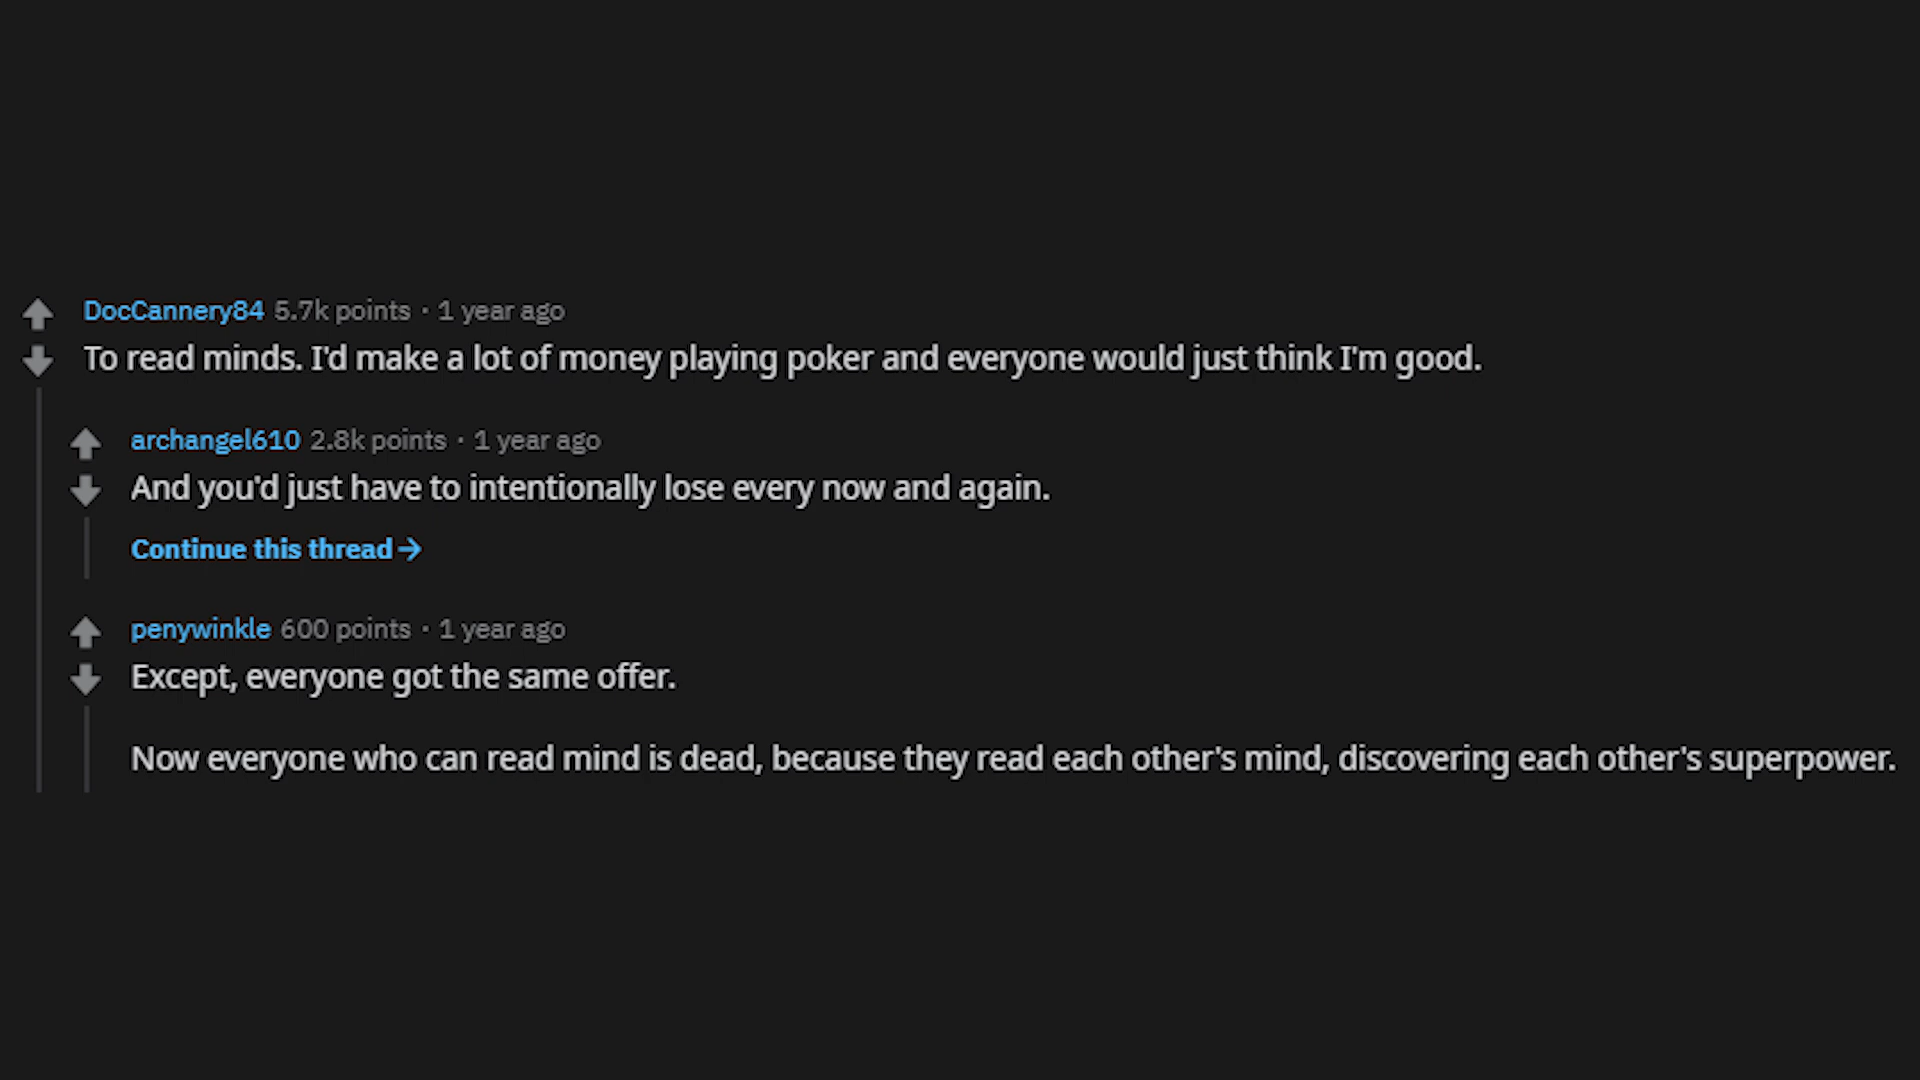 DocCannery84 5.7k points · 1 year ago
To read minds. I'd make a lot of money playing poker and everyone would just think I'm good.
archangel610 2.8k points · 1 year ago
And you'd just have to intentionally lose every now and again.
Continue this thread →
penywinkle 600 points · 1 year ago
Except, everyone got the same offer.
Now everyone who can read mind is dead, because they read each other's mind, discovering each other's superpower.